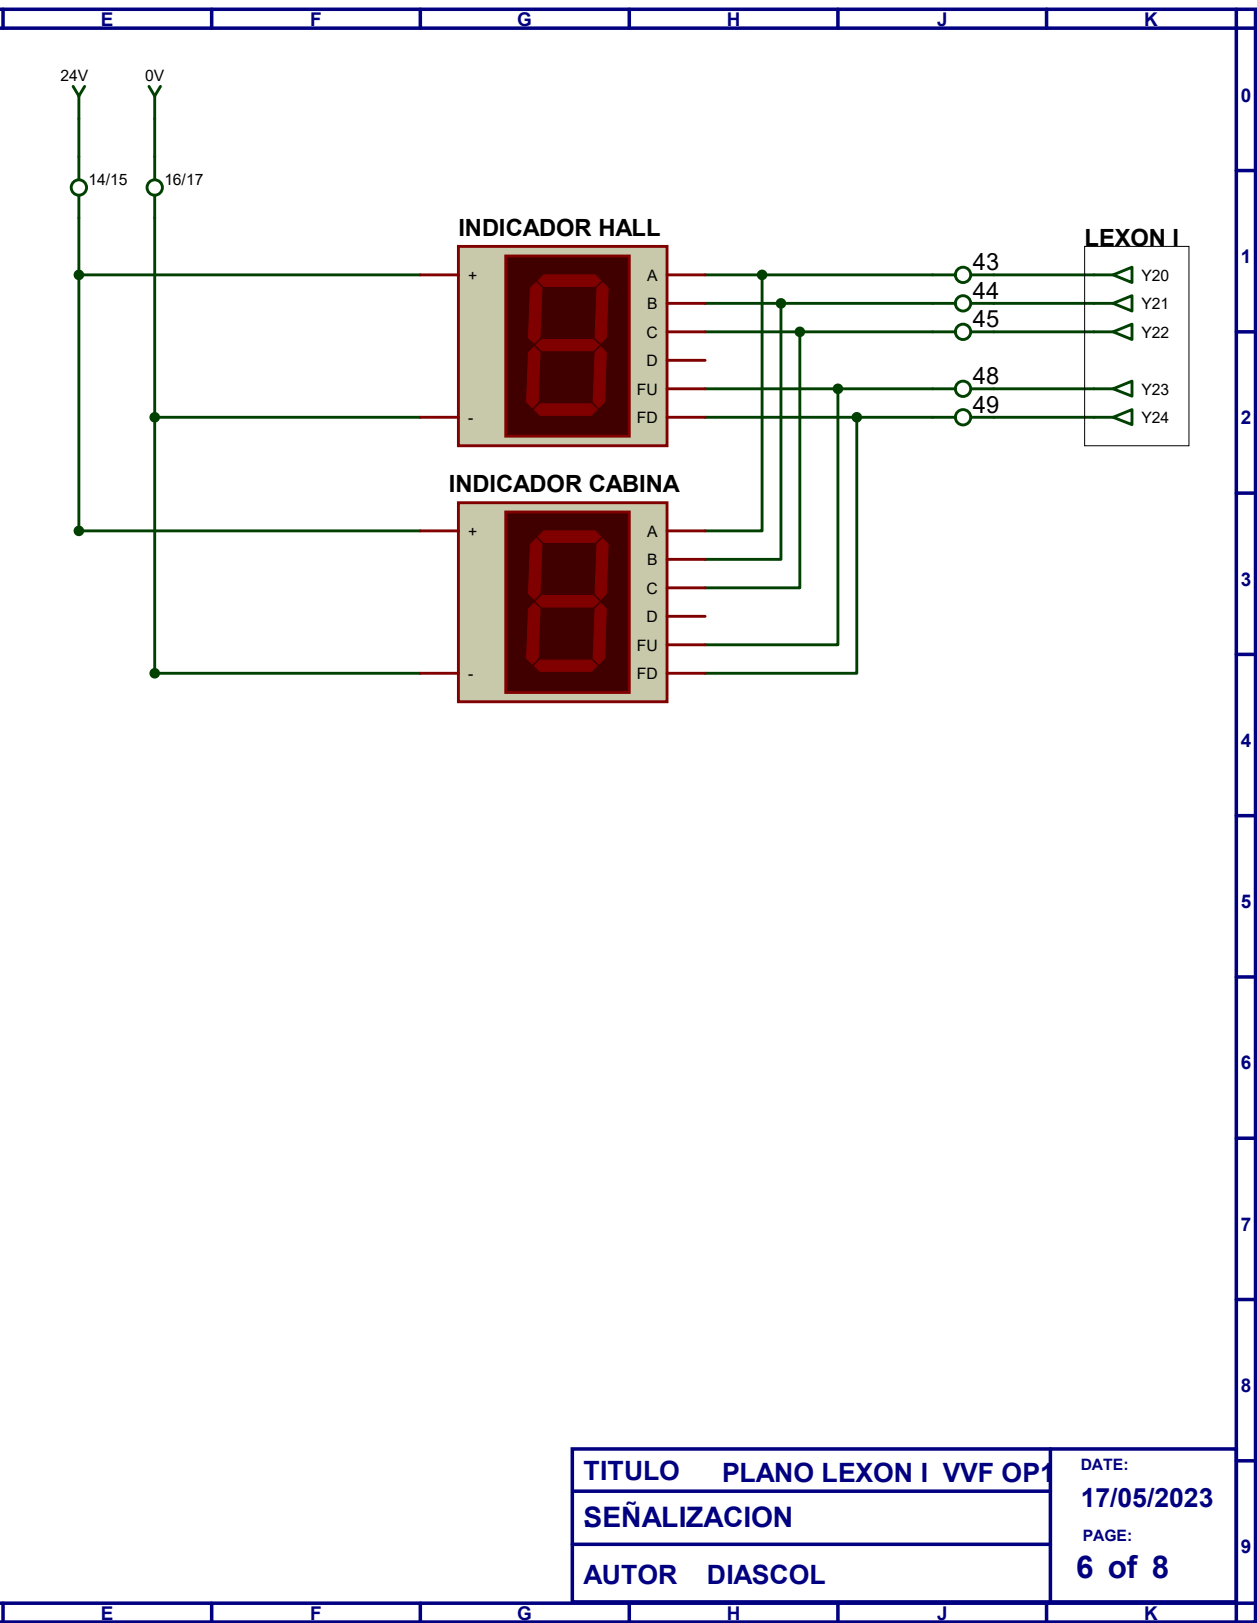 E F G H J K
24V 0V
0
14/15 16/17
INDICADOR HALL
LEXON I
1
+ A 43 Y20
B 44 Y21
C 45 Y22
D
FU 48 Y23
- FD 49 Y24
2
INDICADOR CABINA
+ A
B
3
C
D
FU
- FD
4
5
6
7
8
TITULO PLANO LEXON I VVF OP1
DATE:
17/05/2023
SEÑALIZACION
PAGE:
9
6 of 8
AUTOR DIASCOL
E F G H J K